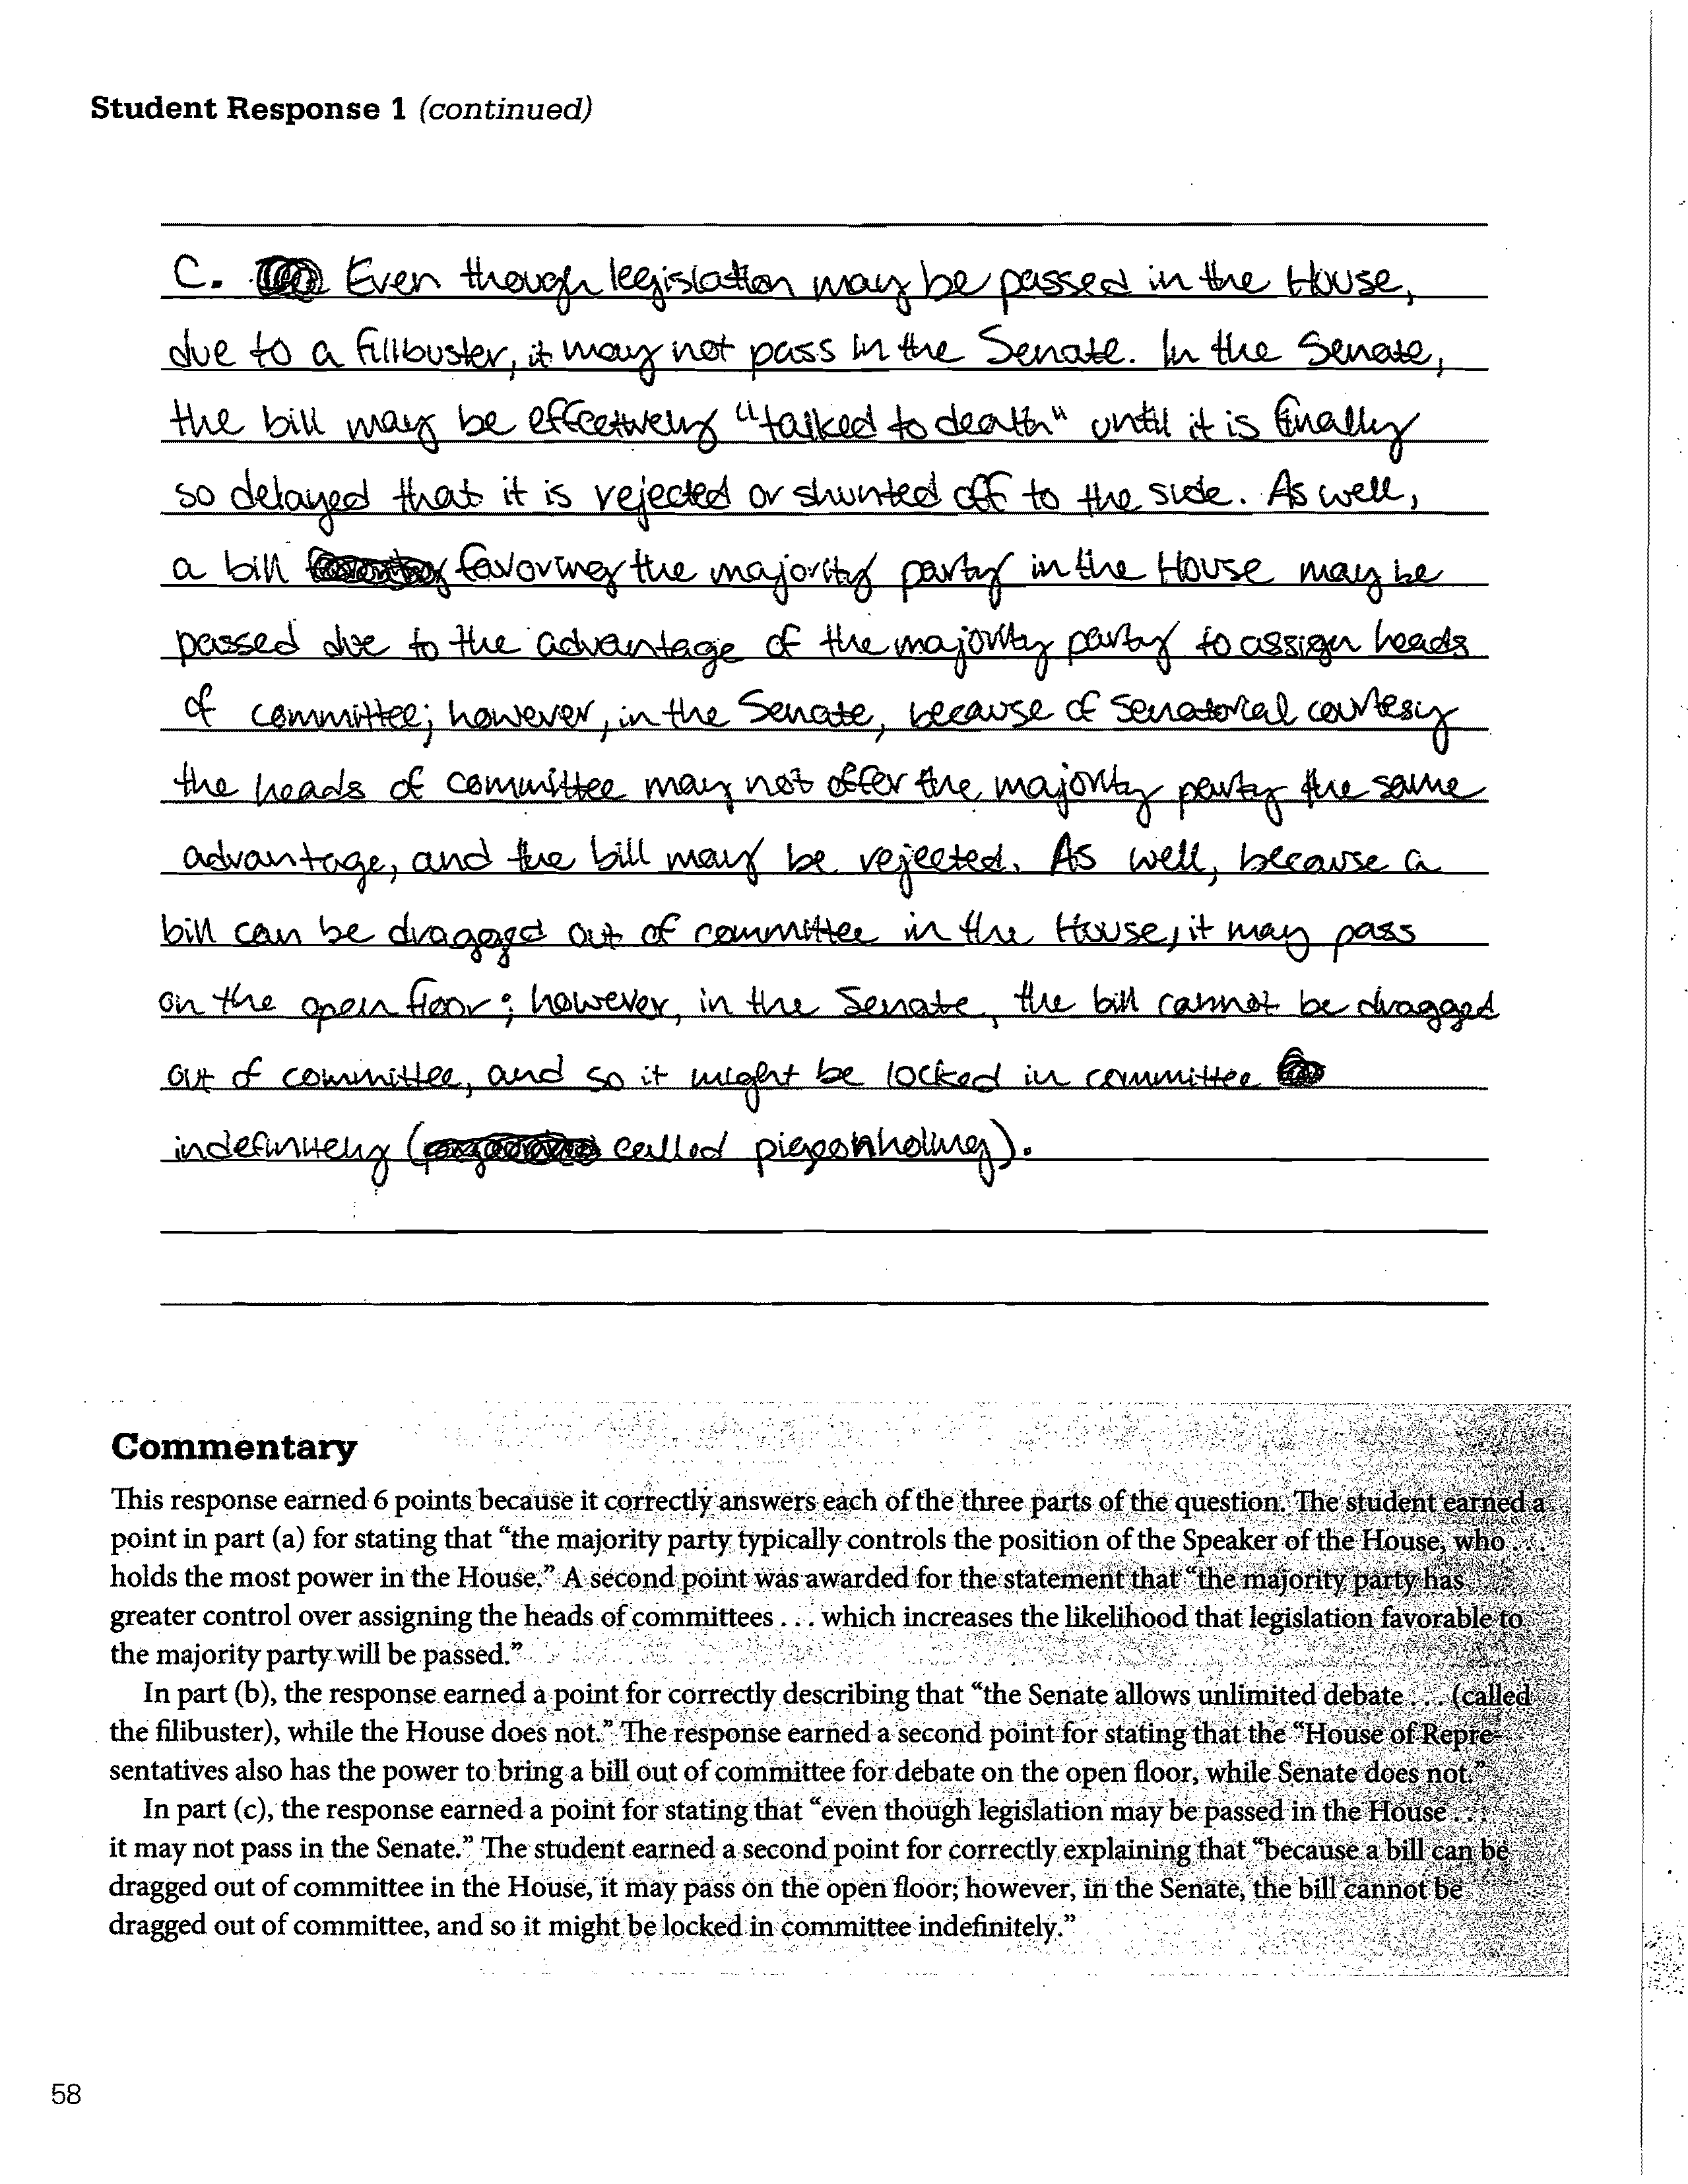 Student Response 1 (continued)
C. Even though legislation may be passed in the House,
due to a fillbuster, it may not pass in the Senate. In the Senate,
the bill may be effectively "talked to death" until it is finally
so delayed that it is rejected or shunted off to the side. As well,
a bill favoring the majority party in the House may be
passed due to the advantage of the majority party to assign heads
of committee; however, in the Senate, because of senatorial courtesy
the heads of committee may not offer the majority party the same
advantage, and the bill may be rejected. As well, because a
bill can be dragged out of committee in the House, it may pass
on the open floor; however, in the Senate, the bill cannot be dragged
out of committee, and so it might be locked in committee
indefinitely (called pigeonholing).
Commentary
This response earned 6 points because it correctly answers each of the three parts of the question. The student earned a
point in part (a) for stating that “the majority party typically controls the position of the Speaker of the House, who . . .
holds the most power in the House.” A second point was awarded for the statement that “the majority party has
greater control over assigning the heads of committees . . . which increases the likelihood that legislation favorable to
the majority party will be passed.”
In part (b), the response earned a point for correctly describing that “the Senate allows unlimited debate . . . (called
the filibuster), while the House does not.” The response earned a second point for stating that the “House of Repre-
sentatives also has the power to bring a bill out of committee for debate on the open floor, while Senate does not.”
In part (c), the response earned a point for stating that “even though legislation may be passed in the House . . .
it may not pass in the Senate.” The student earned a second point for correctly explaining that “because a bill can be
dragged out of committee in the House, it may pass on the open floor; however, in the Senate, the bill cannot be
dragged out of committee, and so it might be locked in committee indefinitely.”
58